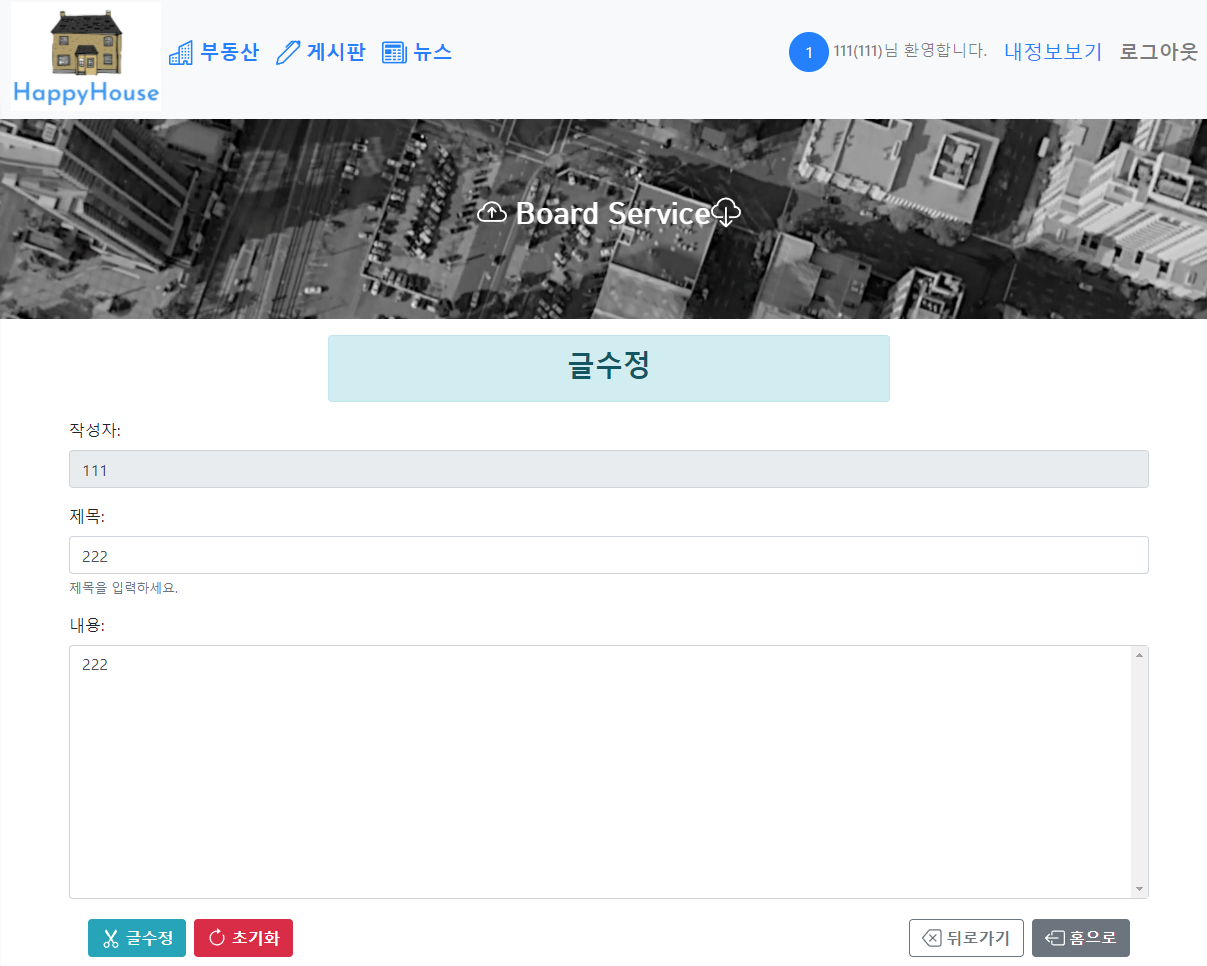 HappyHouse
부동산 게시판 뉴스
1 111(111)님 환영합니다. 내정보보기 로그아웃
Board Service
글수정
작성자:
111
제목:
222
제목을 입력하세요.
내용:
222
글수정 초기화 뒤로가기 홈으로